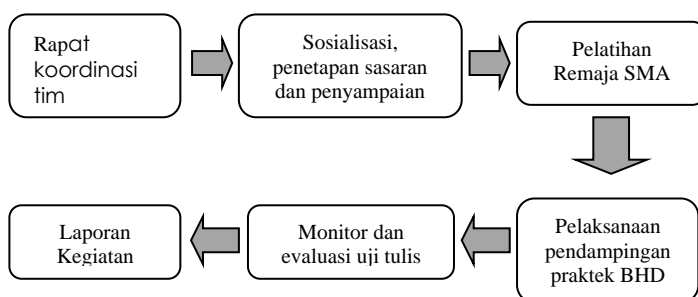 Rapat
koordinasi
tim
Sosialisasi,
penetapan sasaran
dan penyampaian
Pelatihan
Remaja SMA
Pelaksanaan
pendampingan
praktek BHD
Monitor dan
evaluasi uji tulis
Laporan
Kegiatan